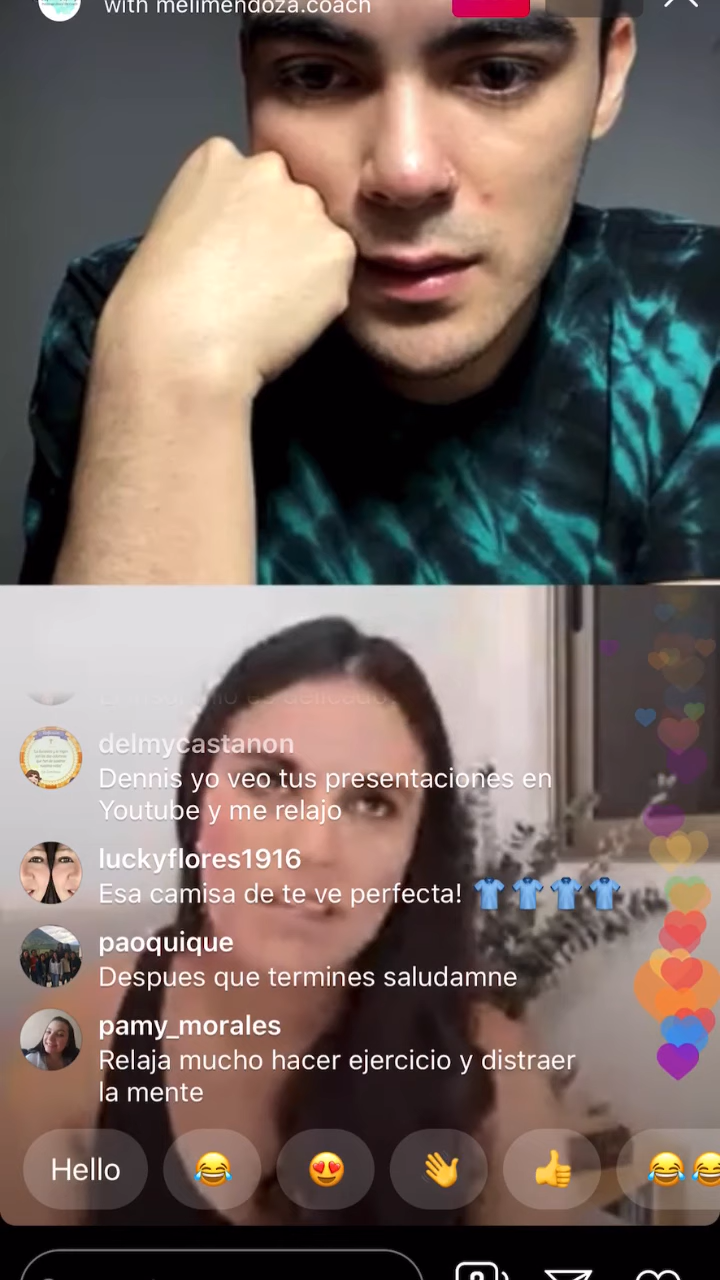 with melimendoza.coach
delmycastanon
Dennis yo veo tus presentaciones en
Youtube y me relajo
luckyflores1916
Esa camisa de te ve perfecta! 👕👕👕👕
paoquique
Despues que termines saludamne
pamy_morales
Relaja mucho hacer ejercicio y distraer
la mente
Hello 😂 😍 👋 👍 😂😂